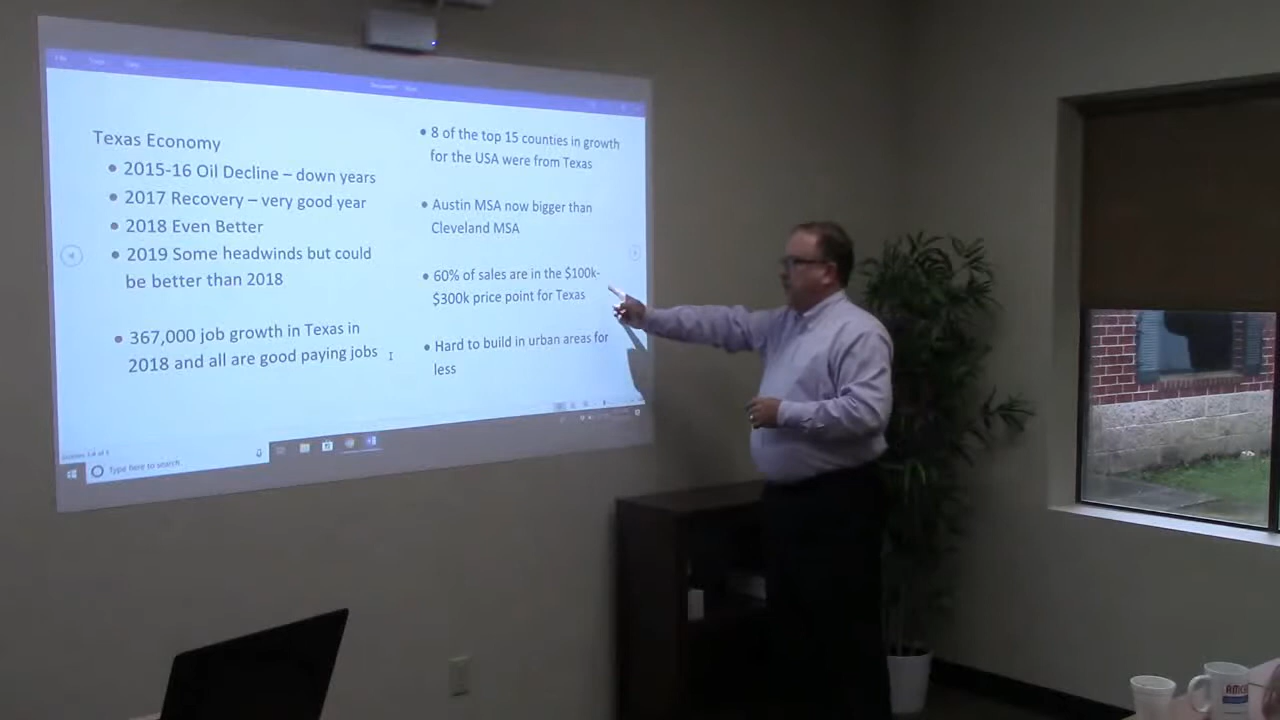 Texas Economy
• 2015-16 Oil Decline – down years
• 2017 Recovery – very good year
• 2018 Even Better
• 2019 Some headwinds but could
be better than 2018
• 367,000 job growth in Texas in
2018 and all are good paying jobs
• 8 of the top 15 counties in growth
for the USA were from Texas
• Austin MSA now bigger than
Cleveland MSA
• 60% of sales are in the $100k-
$300k price point for Texas
• Hard to build in urban areas for
less
Type here to search